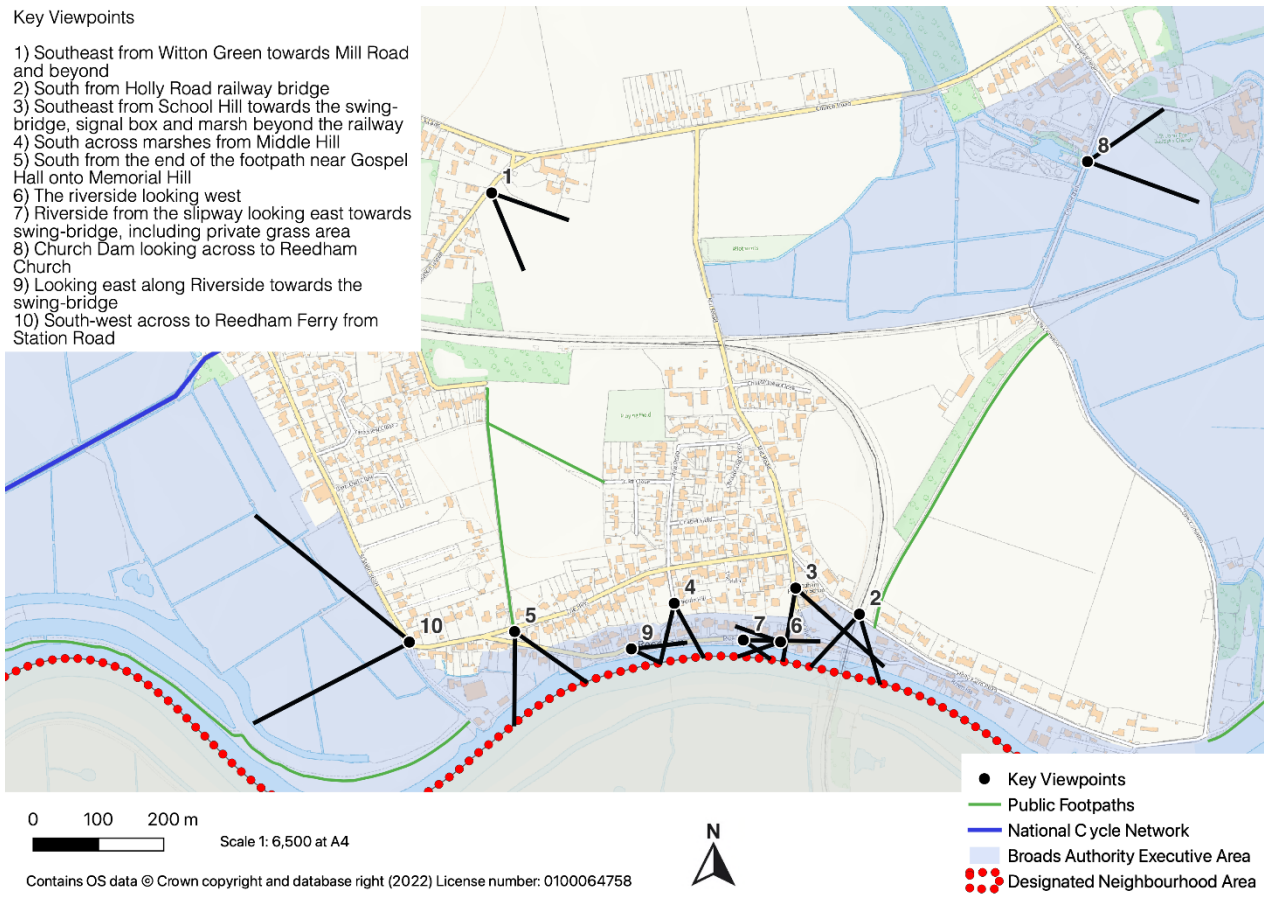 Key Viewpoints
1) Southeast from Witton Green towards Mill Road
and beyond
2) South from Holly Road railway bridge
3) Southeast from School Hill towards the swing-
bridge, signal box and marsh beyond the railway
4) South across marshes from Middle Hill
5) South from the end of the footpath near Gospel
Hall onto Memorial Hill
6) The riverside looking west
7) Riverside from the slipway looking east towards
swing-bridge, including private grass area
8) Church Dam looking across to Reedham
Church
9) Looking east along Riverside towards the
swing-bridge
10) South-west across to Reedham Ferry from
Station Road
Church Road
1
8
Playing Field
4
3
2
5
7
6
9
10
0 100 200 m
Scale 1: 6,500 at A4
N
Key Viewpoints
Public Footpaths
National Cycle Network
Broads Authority Executive Area
Designated Neighbourhood Area
Contains OS data © Crown copyright and database right (2022) License number: 0100064758